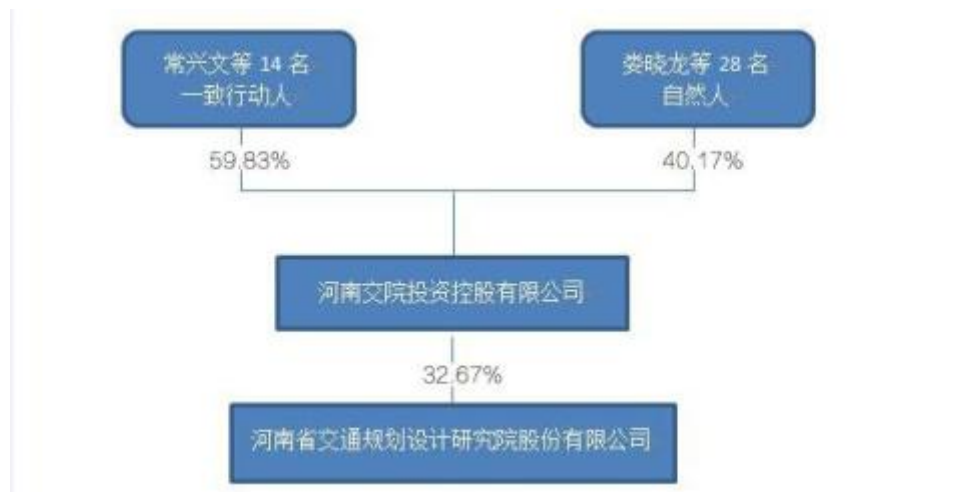 常兴文等 14 名
一致行动人
娄晓龙等 28 名
自然人
59.83%
40.17%
河南交院投资控股有限公司
32.67%
河南省交通规划设计研究院股份有限公司